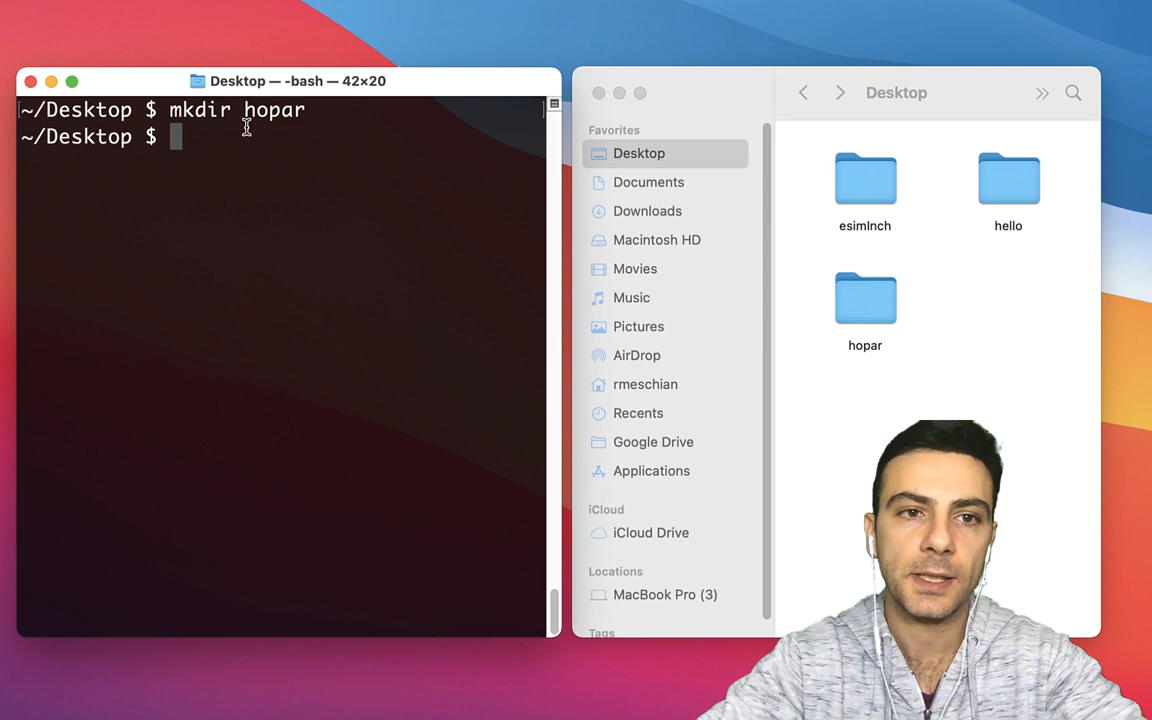 Desktop — -bash — 42×20
~/Desktop $ mkdir hopar
~/Desktop $
Desktop
Favorites
Desktop
Documents
Downloads
Macintosh HD
Movies
Music
Pictures
AirDrop
rmeschian
Recents
Google Drive
Applications
iCloud
iCloud Drive
Locations
MacBook Pro (3)
Tags
esimInch
hello
hopar